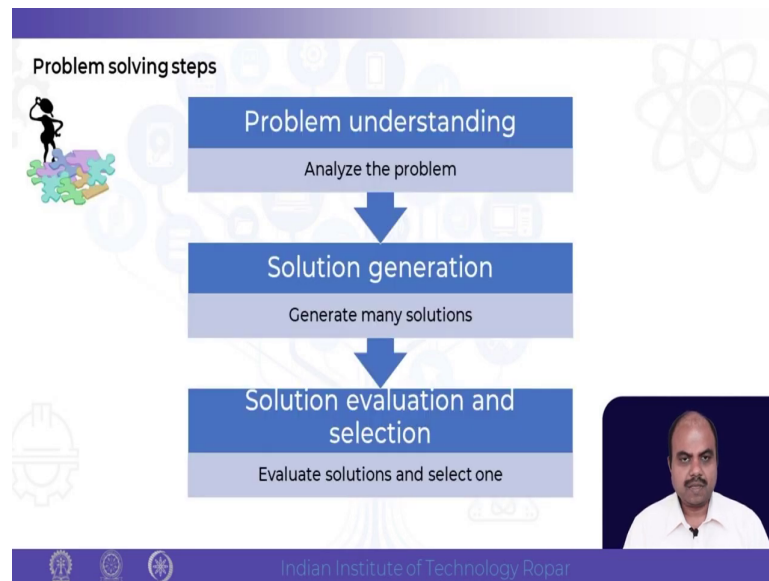 Problem solving steps
Problem understanding
Analyze the problem
Solution generation
Generate many solutions
Solution evaluation and
selection
Evaluate solutions and select one
Indian Institute of Technology Ropar